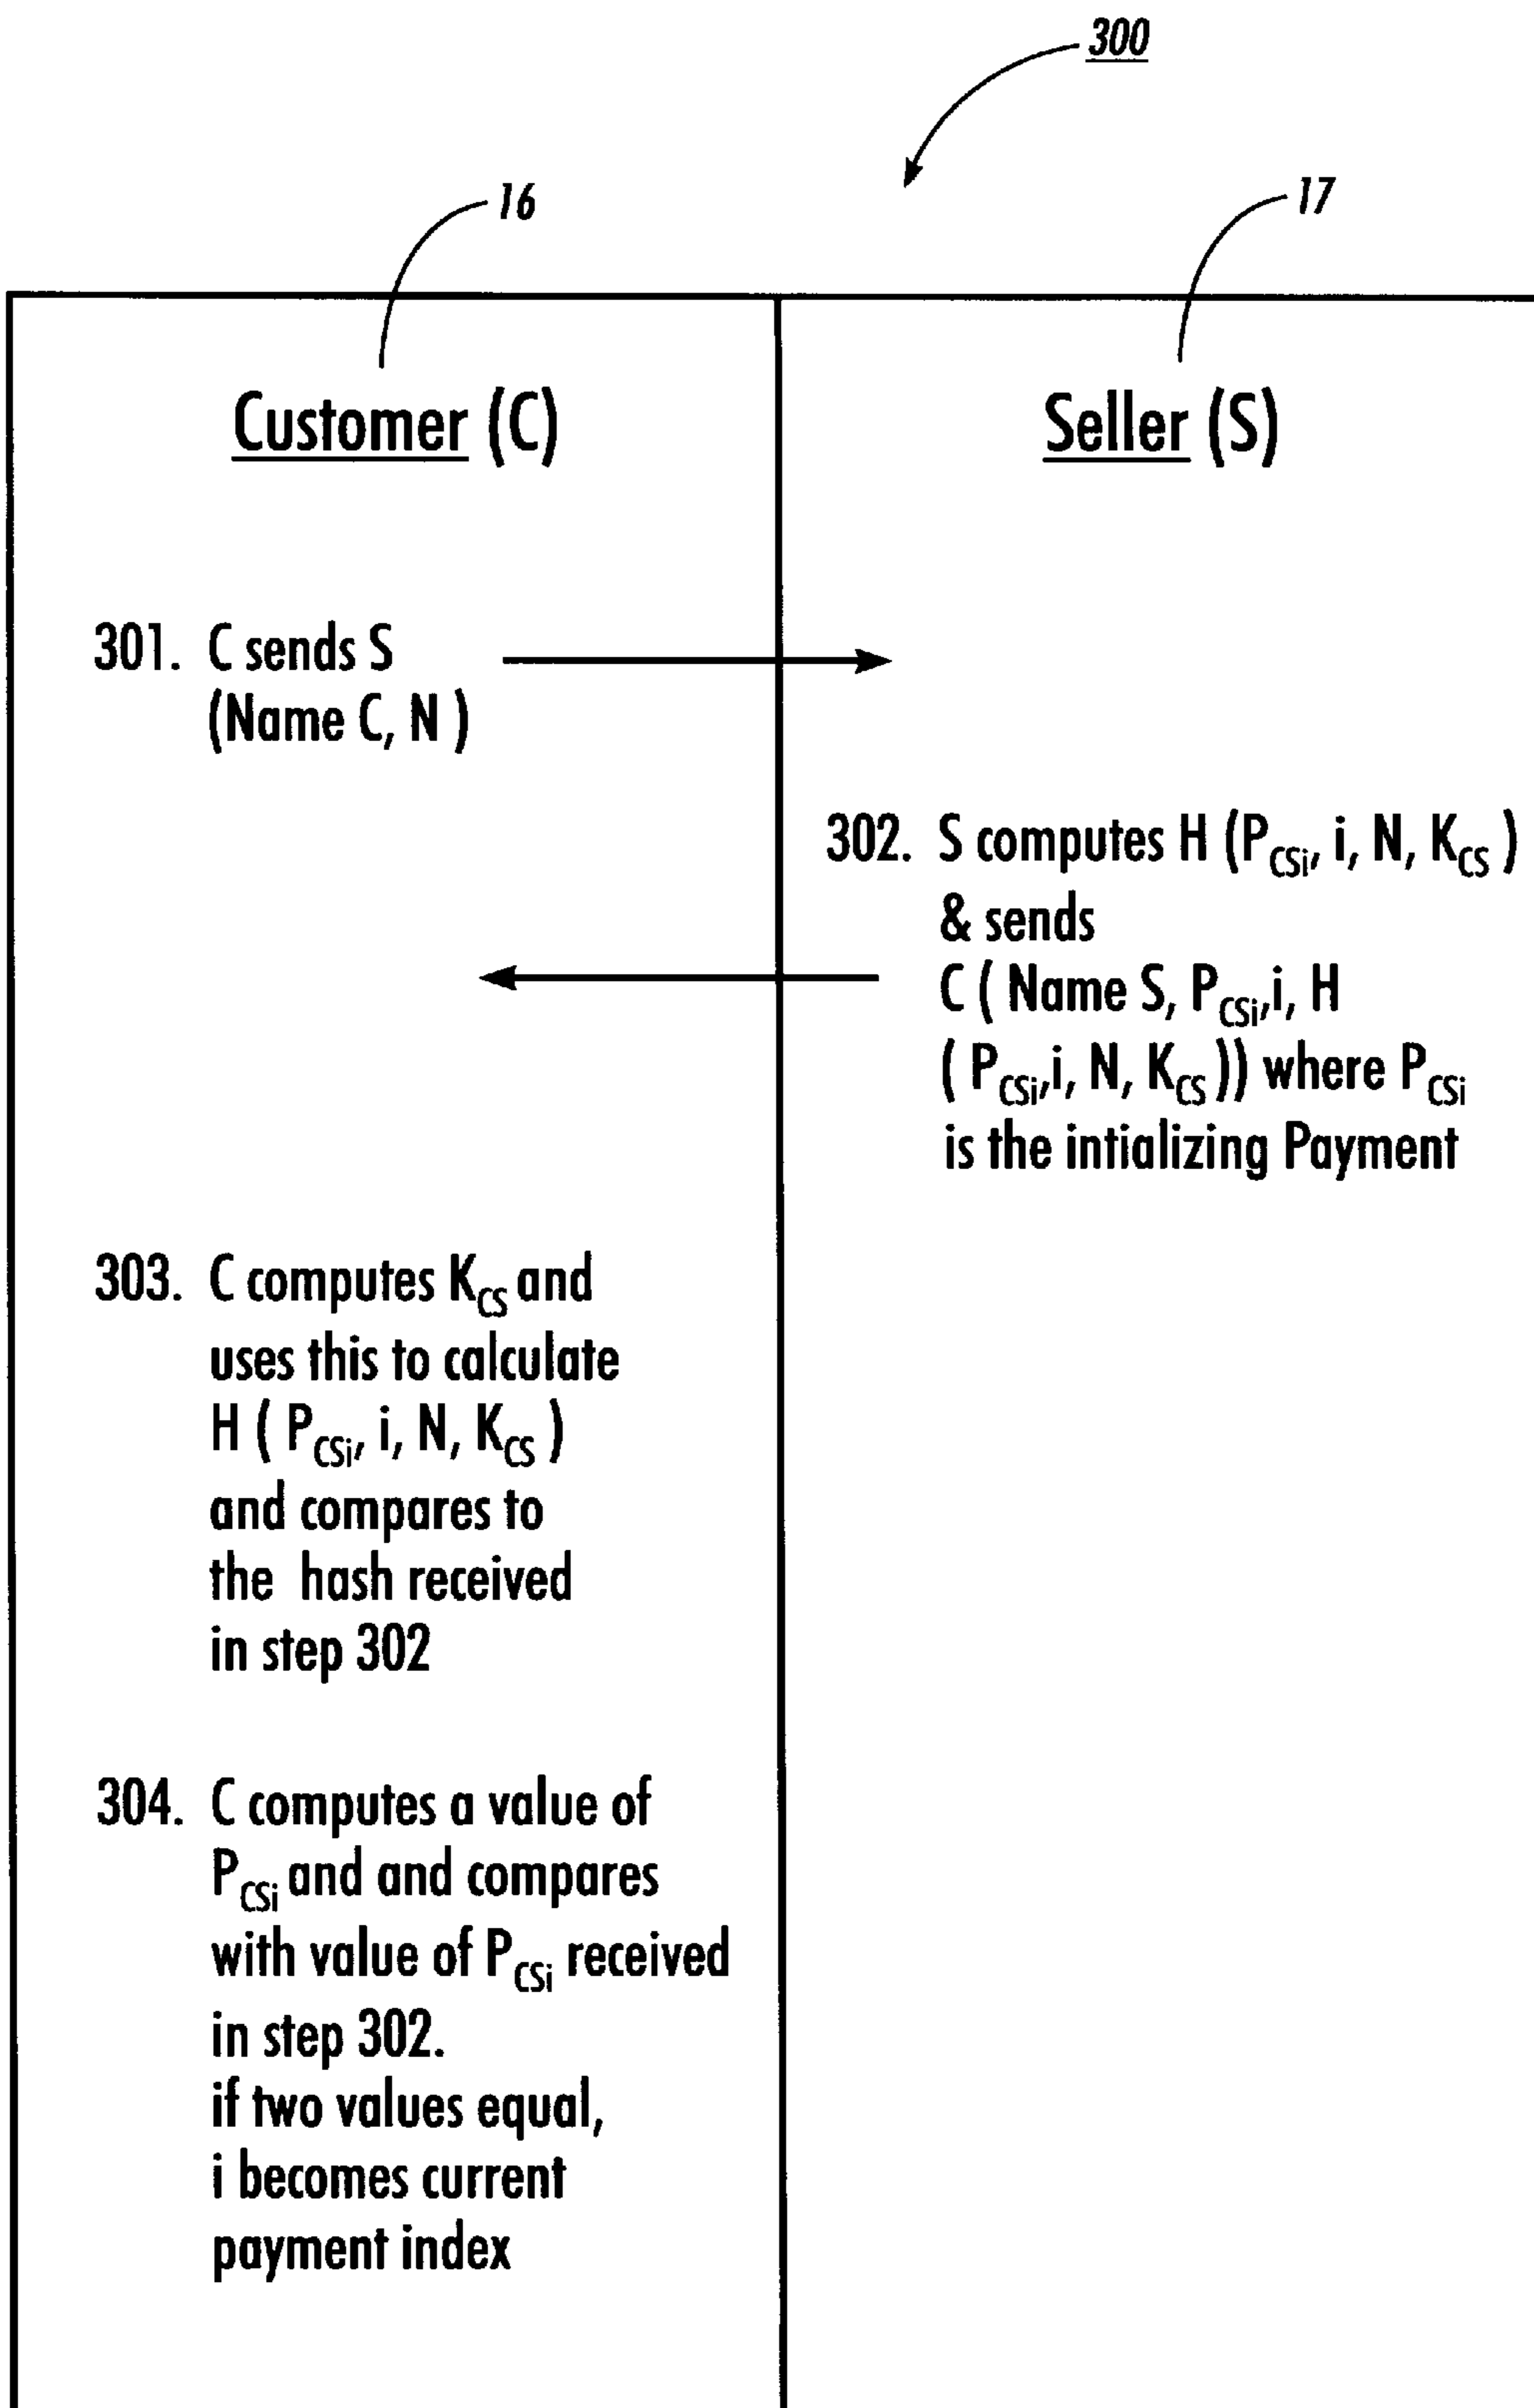 300
16
17
Customer (C)
Seller (S)
301. C sends S
(Name C, N )
302. S computes H (P_CSi, i, N, K_CS )
& sends
C ( Name S, P_CSi,i, H
( P_CSi,i, N, K_CS )) where P_CSi
is the intializing Payment
303. C computes K_CS and
uses this to calculate
H ( P_CSi, i, N, K_CS )
and compares to
the hash received
in step 302
304. C computes a value of
P_CSi and and compares
with value of P_CSi received
in step 302.
if two values equal,
i becomes current
payment index